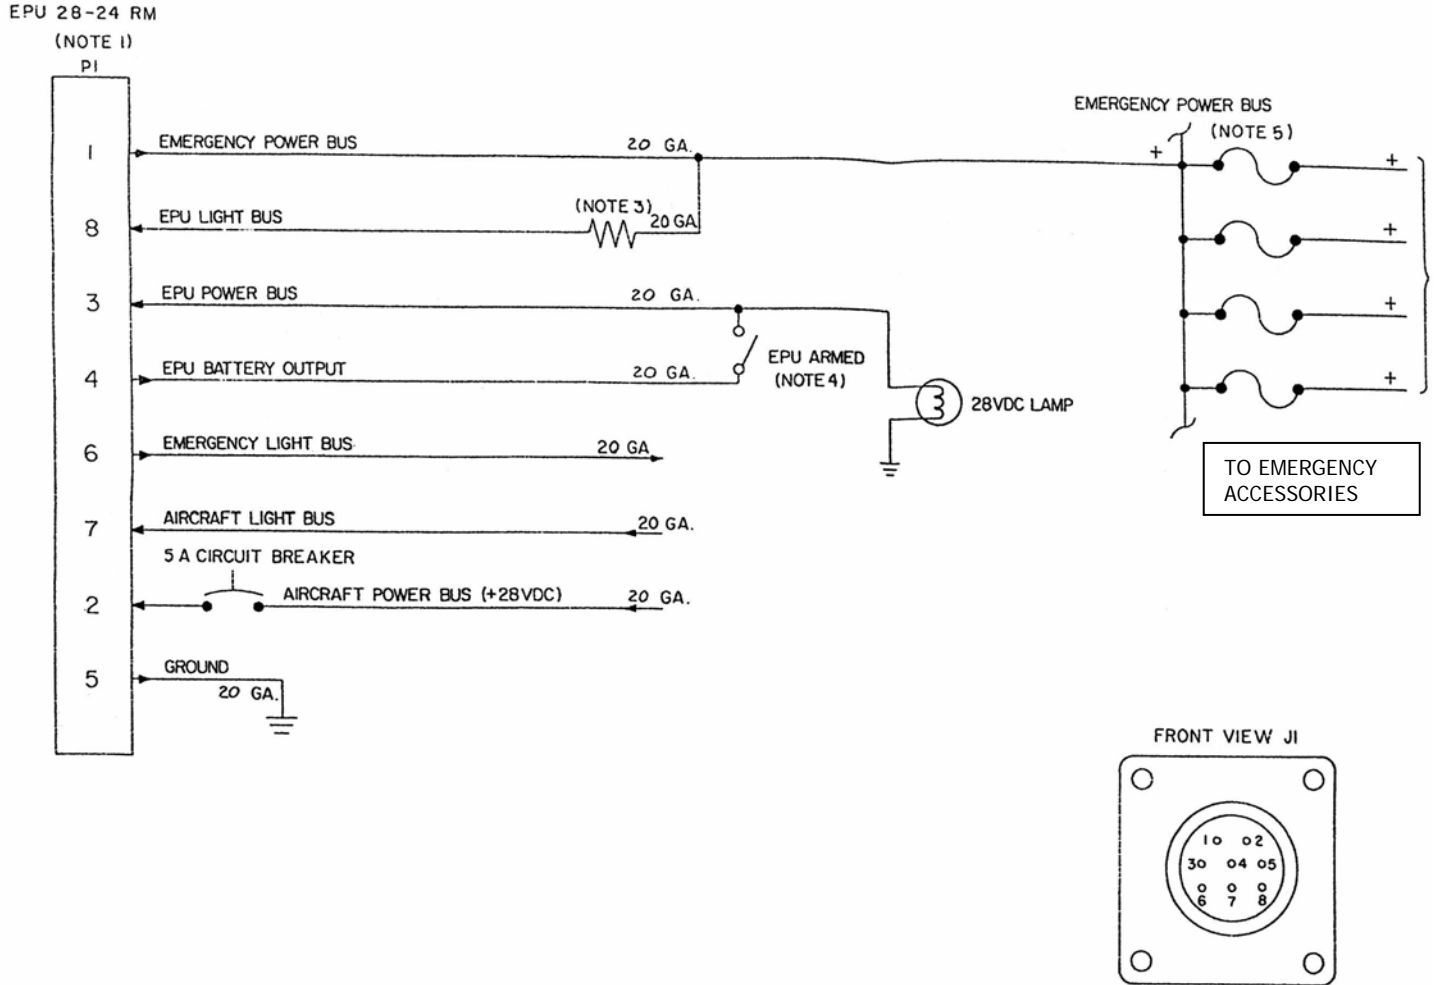 EPU 28-24 RM
(NOTE 1)
P1
EMERGENCY POWER BUS
(NOTE 5)
1 EMERGENCY POWER BUS 20 GA. + +
8 EPU LIGHT BUS (NOTE 3) 20 GA +
3 EPU POWER BUS 20 GA. +
4 EPU BATTERY OUTPUT 20 GA. EPU ARMED +
(NOTE 4)
28VDC LAMP
6 EMERGENCY LIGHT BUS 20 GA
TO EMERGENCY
ACCESSORIES
7 AIRCRAFT LIGHT BUS 20 GA.
5 A CIRCUIT BREAKER
2 AIRCRAFT POWER BUS (+28VDC) 20 GA.
5 GROUND
20 GA.
FRONT VIEW J1
1 2
3 4 5
6 7 8